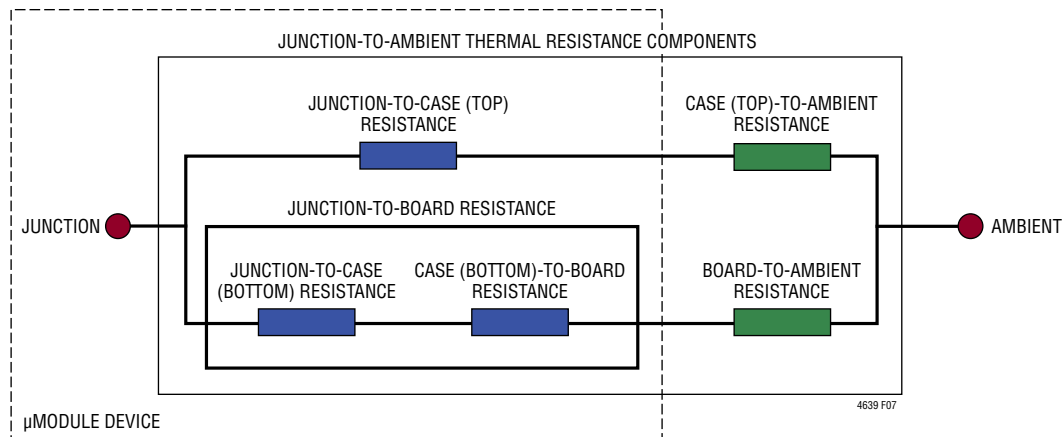 JUNCTION-TO-AMBIENT THERMAL RESISTANCE COMPONENTS
JUNCTION-TO-CASE (TOP)
RESISTANCE
CASE (TOP)-TO-AMBIENT
RESISTANCE
JUNCTION-TO-BOARD RESISTANCE
JUNCTION
AMBIENT
JUNCTION-TO-CASE
(BOTTOM) RESISTANCE
CASE (BOTTOM)-TO-BOARD
RESISTANCE
BOARD-TO-AMBIENT
RESISTANCE
4639 F07
µMODULE DEVICE